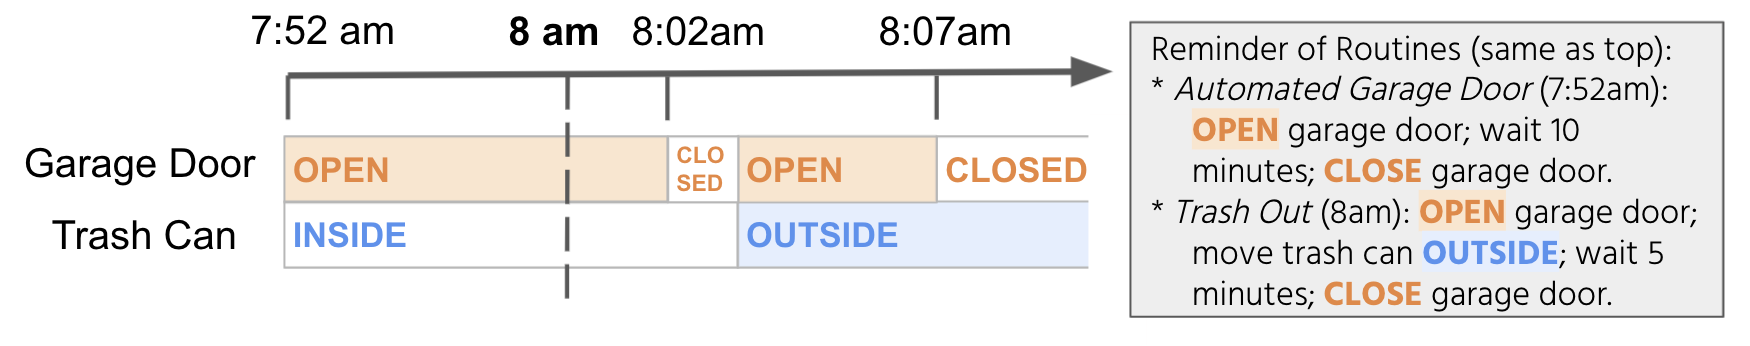 7:52 am 8 am 8:02am 8:07am
Garage Door OPEN CLO SED OPEN CLOSED
Trash Can INSIDE OUTSIDE
Reminder of Routines (same as top):
* Automated Garage Door (7:52am):
OPEN garage door; wait 10
minutes; CLOSE garage door.
* Trash Out (8am): OPEN garage door;
move trash can OUTSIDE; wait 5
minutes; CLOSE garage door.